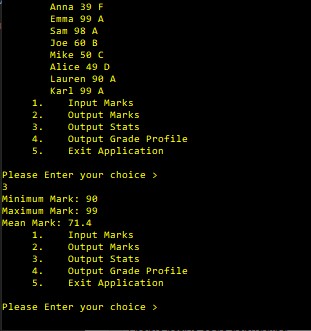 Anna 39 F
Emma 99 A
Sam 98 A
Joe 60 B
Mike 50 C
Alice 49 D
Lauren 90 A
Karl 99 A
1. Input Marks
2. Output Marks
3. Output Stats
4. Output Grade Profile
5. Exit Application
Please Enter your choice >
3
Minimum Mark: 90
Maximum Mark: 99
Mean Mark: 71.4
1. Input Marks
2. Output Marks
3. Output Stats
4. Output Grade Profile
5. Exit Application
Please Enter your choice >